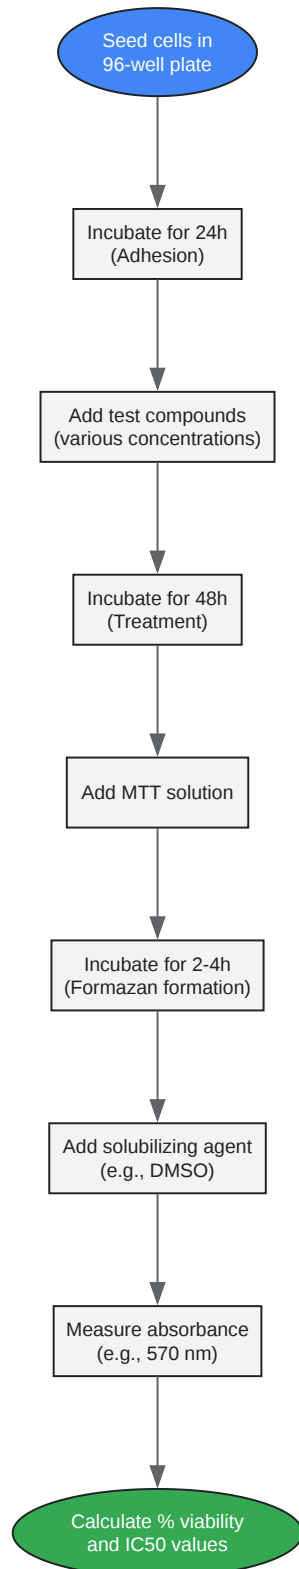 Seed cells in
96-well plate
Incubate for 24h
(Adhesion)
Add test compounds
(various concentrations)
Incubate for 48h
(Treatment)
Add MTT solution
Incubate for 2-4h
(Formazan formation)
Add solubilizing agent
(e.g., DMSO)
Measure absorbance
(e.g., 570 nm)
Calculate % viability
and IC50 values